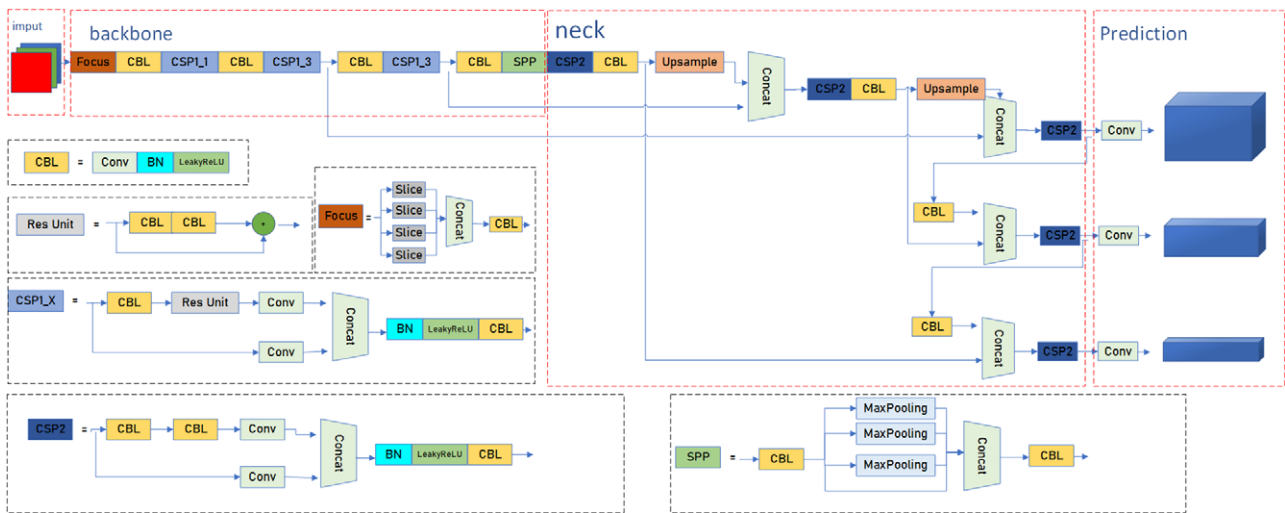 imput
backbone
neck
Prediction
Focus CBL CSP1_1 CBL CSP1_3 CBL CSP1_3 CBL SPP CSP2 CBL Upsample
Concat
CSP2 CBL Upsample
Concat
CSP2 Conv
CBL = Conv BN LeakyReLU
Res Unit = CBL CBL
Focus =
Slice
Slice
Slice
Slice
Concat
CBL
CBL
Concat
CSP2 Conv
CSP1_X = CBL Res Unit Conv
Conv
Concat
BN LeakyReLU CBL
CBL
Concat
CSP2 Conv
CSP2 = CBL CBL Conv
Conv
Concat
BN LeakyReLU CBL
SPP = CBL
MaxPooling
MaxPooling
MaxPooling
Concat
CBL